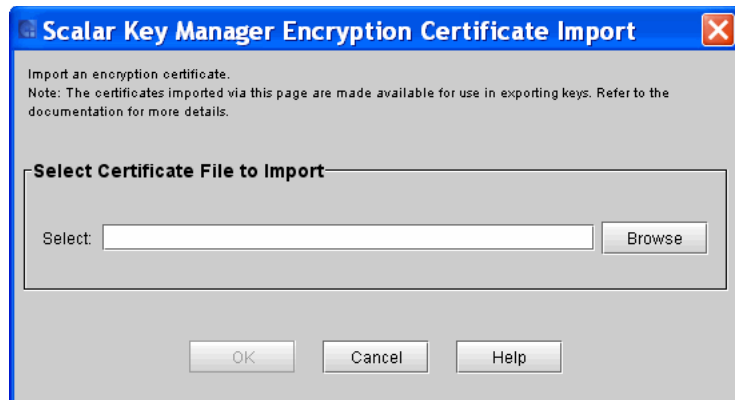 Scalar Key Manager Encryption Certificate Import
Import an encryption certificate.
Note: The certificates imported via this page are made available for use in exporting keys. Refer to the
documentation for more details.
Select Certificate File to Import
Select:
Browse
OK
Cancel
Help